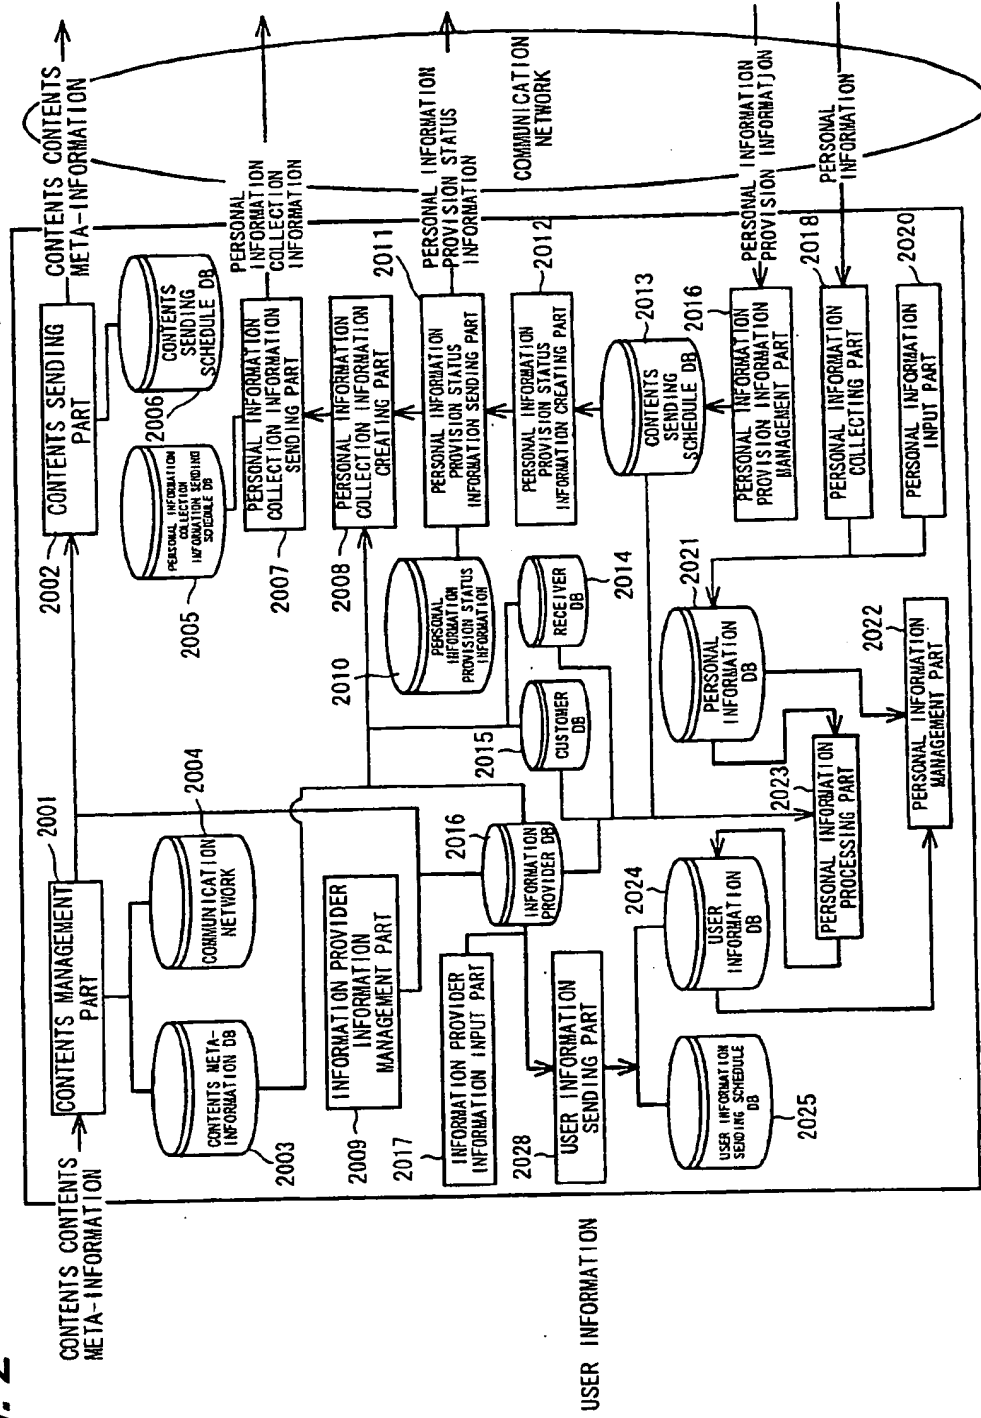 . 2
CONTENTS CONTENTS
META-INFORMATION
CONTENTS MANAGEMENT
PART
2001
CONTENTS META-
INFORMATION DB
2003
COMMUNICATION
NETWORK
2004
2002
CONTENTS SENDING
PART
CONTENTS CONTENTS
META-INFORMATION
2005
PERSONAL INFORMATION
COLLECTION
INFORMATION SENDING
SCHEDULE DB
2006
CONTENTS
SENDING
SCHEDULE DB
2007
PERSONAL INFORMATION
COLLECTION INFORMATION
SENDING PART
PERSONAL
INFORMATION
COLLECTION
INFORMATION
2008
PERSONAL INFORMATION
COLLECTION INFORMATION
CREATING PART
2009
INFORMATION PROVIDER
INFORMATION
MANAGEMENT PART
2010
PERSONAL
INFORMATION
PROVISION STATUS
INFORMATION
PERSONAL INFORMATION
PROVISION STATUS
INFORMATION SENDING PART
2011
PERSONAL INFORMATION
PROVISION STATUS
INFORMATION
2017
INFORMATION PROVIDER
INFORMATION INPUT PART
2016
INFORMATION
PROVIDER DB
2015
CUSTOMER
DB
RECEIVER
DB
2014
PERSONAL INFORMATION
PROVISION STATUS
INFORMATION CREATING PART
2012
COMMUNICATION
NETWORK
2028
USER INFORMATION
SENDING PART
USER INFORMATION
CONTENTS
SENDING
SCHEDULE DB
2013
USER INFORMATION
SENDING SCHEDULE
DB
2025
USER
INFORMATION
DB
2024
PERSONAL INFORMATION
DB
2021
PERSONAL INFORMATION
PROVISION INFORMATION
MANAGEMENT PART
2016
PERSONAL INFORMATION
PROVISION INFORMATION
PERSONAL INFORMATION
PROCESSING PART
2023
PERSONAL INFORMATION
COLLECTING PART
2018
PERSONAL
INFORMATION
PERSONAL INFORMATION
MANAGEMENT PART
2022
PERSONAL INFORMATION
INPUT PART
2020